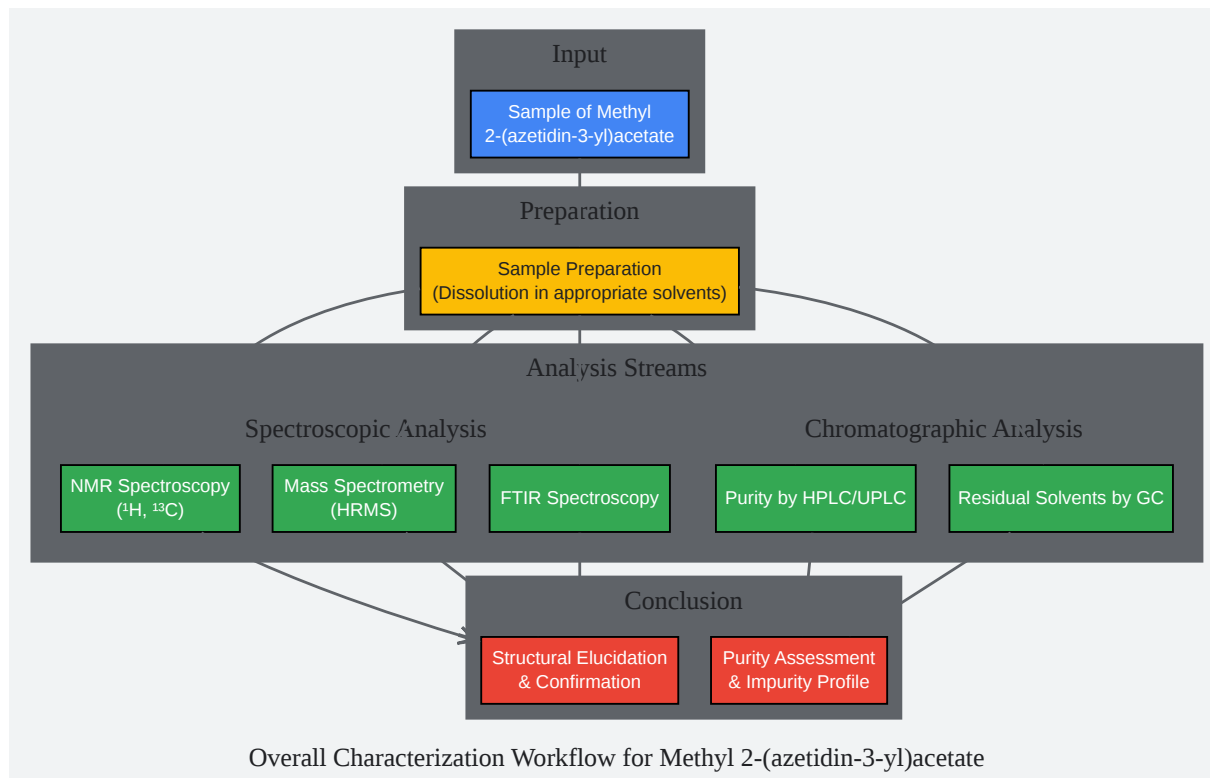 Input
Sample of Methyl
2-(azetidin-3-yl)acetate
Preparation
Sample Preparation
(Dissolution in appropriate solvents)
Analysis Streams
Spectroscopic Analysis
Chromatographic Analysis
NMR Spectroscopy
(¹H, ¹³C)
Mass Spectrometry
(HRMS)
FTIR Spectroscopy
Purity by HPLC/UPLC
Residual Solvents by GC
Conclusion
Structural Elucidation
& Confirmation
Purity Assessment
& Impurity Profile
Overall Characterization Workflow for Methyl 2-(azetidin-3-yl)acetate